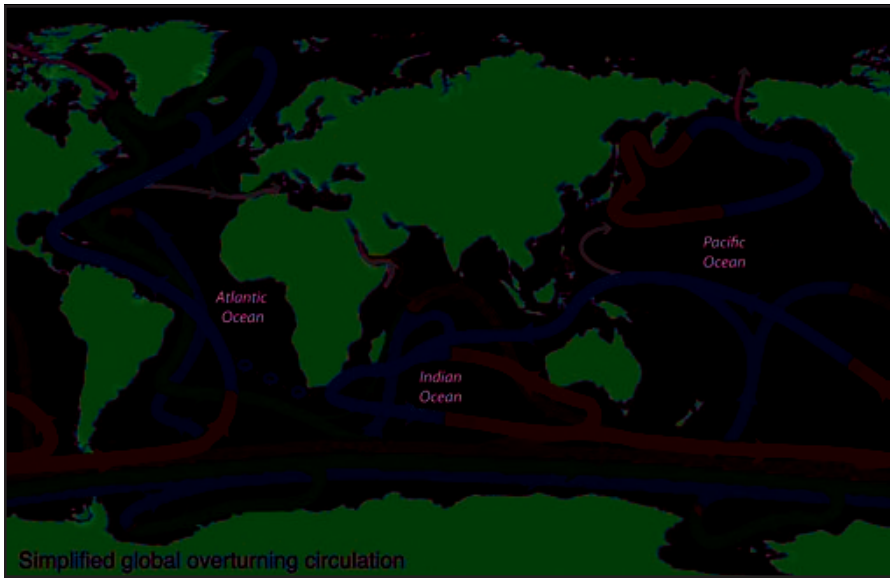 Pacific
Ocean
Atlantic
Ocean
Indian
Ocean
Simplified global overturning circulation